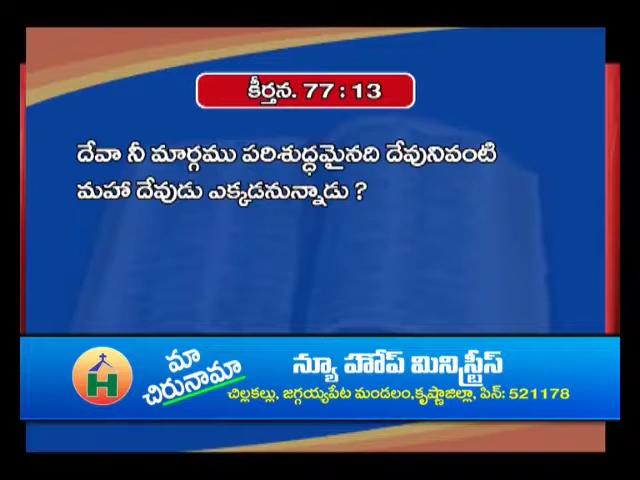 కీర్తన. 77 : 13
దేవా నీ మార్గము పరిశుద్ధమైనది దేవునివంటి
మహా దేవుడు ఎక్కడనున్నాడు ?
H
మా
చిరునామా
న్యూ హోప్ మినిస్ట్రీస్
చిల్లకల్లు, జగ్గయ్యపేట మండలం,కృష్ణాజిల్లా, పిన్: 521178